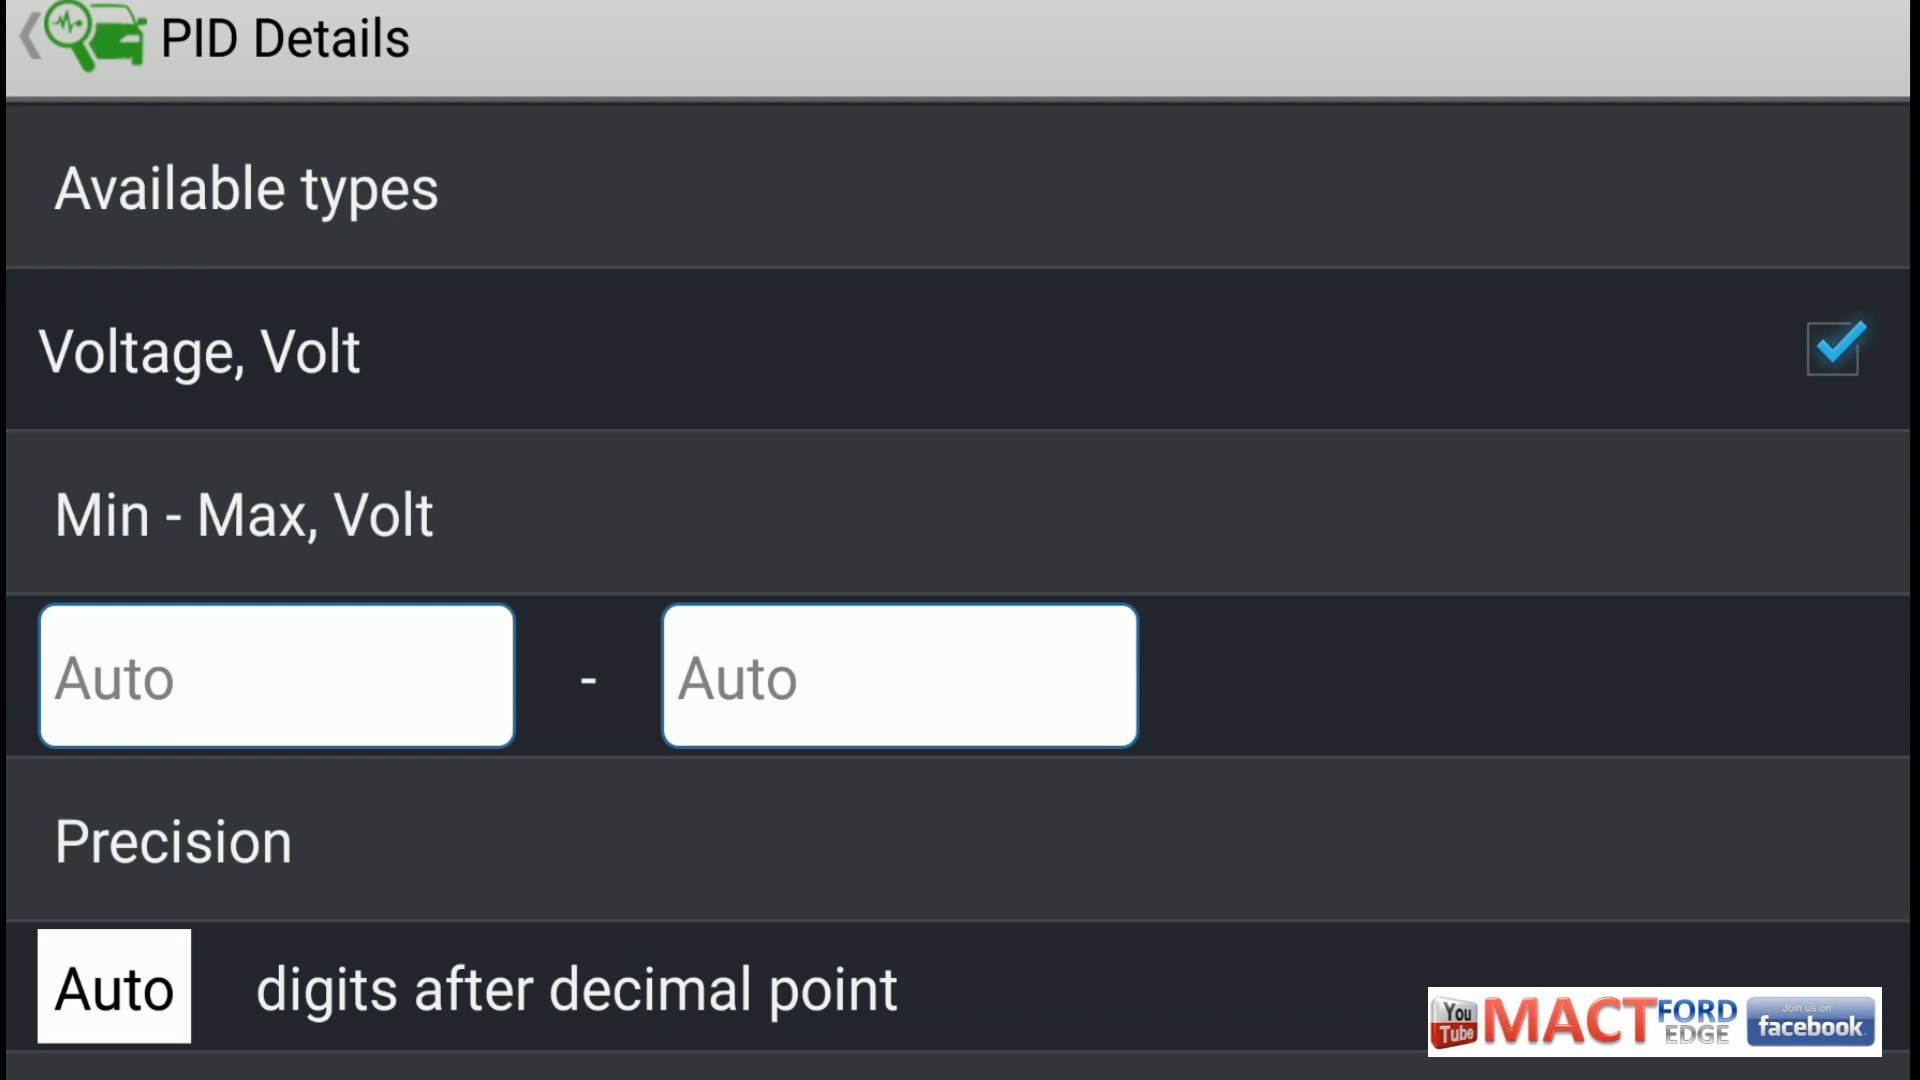 PID Details
Available types
Voltage, Volt
Min - Max, Volt
Auto - Auto
Precision
Auto digits after decimal point
You Tube MACT FORD EDGE Join us on facebook